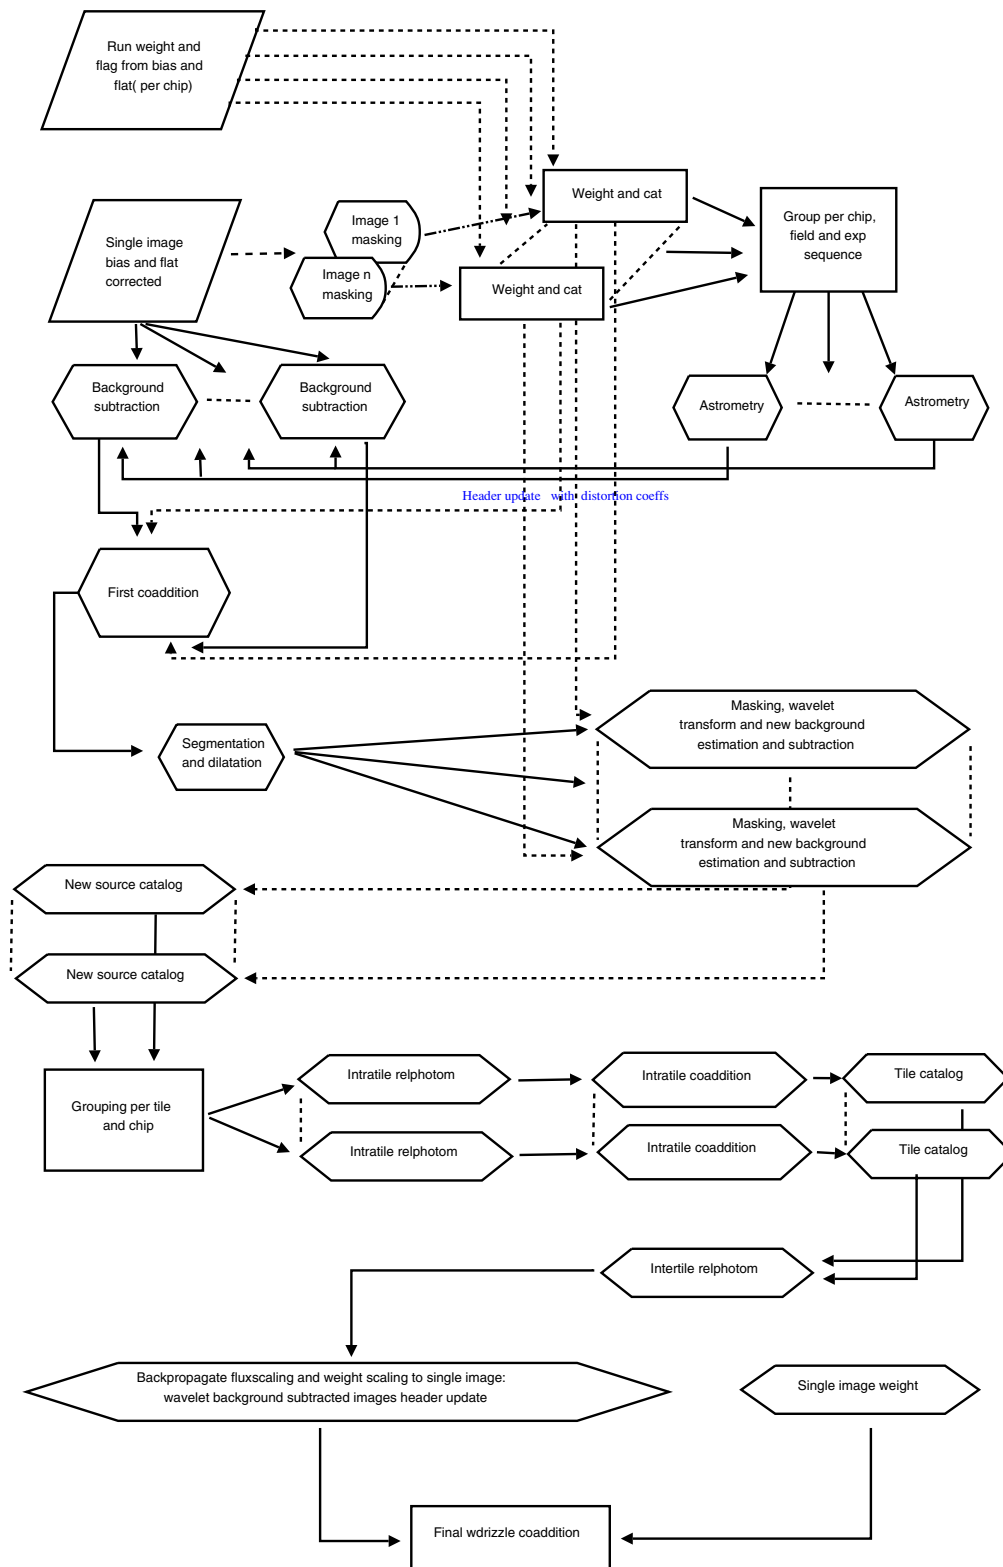 Run weight and
flag from bias and
flat( per chip)
Weight and cat
Image 1
masking
Group per chip,
field and exp
sequence
Single image
bias and flat
corrected
Image n
masking
Weight and cat
Background
subtraction
Background
subtraction
Astrometry
Astrometry
Header update with distortion coeffs
First coaddition
Masking, wavelet
transform and new background
estimation and subtraction
Segmentation
and dilatation
Masking, wavelet
transform and new background
estimation and subtraction
New source catalog
New source catalog
Grouping per tile
and chip
Intratile relphotom
Intratile coaddition
Tile catalog
Intratile relphotom
Intratile coaddition
Tile catalog
Intertile relphotom
Backpropagate fluxscaling and weight scaling to single image:
wavelet background subtracted images header update
Single image weight
Final wdrizzle coaddition